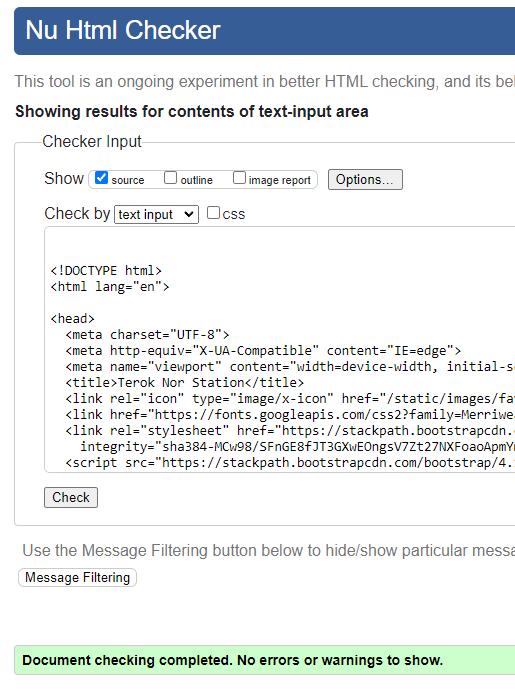 Nu Html Checker
This tool is an ongoing experiment in better HTML checking, and its be
Showing results for contents of text-input area
Checker Input
Show source outline image report Options...
Check by text input css
<!DOCTYPE html>
<html lang="en">
<head>
<meta charset="UTF-8">
<meta http-equiv="X-UA-Compatible" content="IE=edge">
<meta name="viewport" content="width=device-width, initial-s
<title>Terok Nor Station</title>
<link rel="icon" type="image/x-icon" href="/static/images/fa
<link href="https://fonts.googleapis.com/css2?family=Merriwe
<link rel="stylesheet" href="https://stackpath.bootstrapcdn.
integrity="sha384-MCw98/SFnGE8fJT3GXwEOngsV7Zt27NXFoaoApmY
<script src="https://stackpath.bootstrapcdn.com/bootstrap/4.
Check
Use the Message Filtering button below to hide/show particular messa
Message Filtering
Document checking completed. No errors or warnings to show.